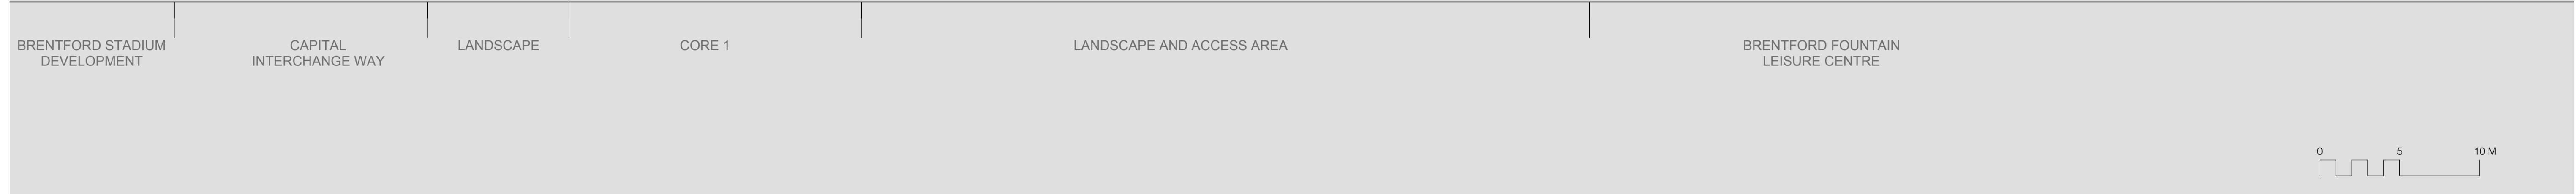 BRENTFORD STADIUM
DEVELOPMENT
CAPITAL
INTERCHANGE WAY
LANDSCAPE
CORE 1
LANDSCAPE AND ACCESS AREA
BRENTFORD FOUNTAIN
LEISURE CENTRE
0 5 10 M